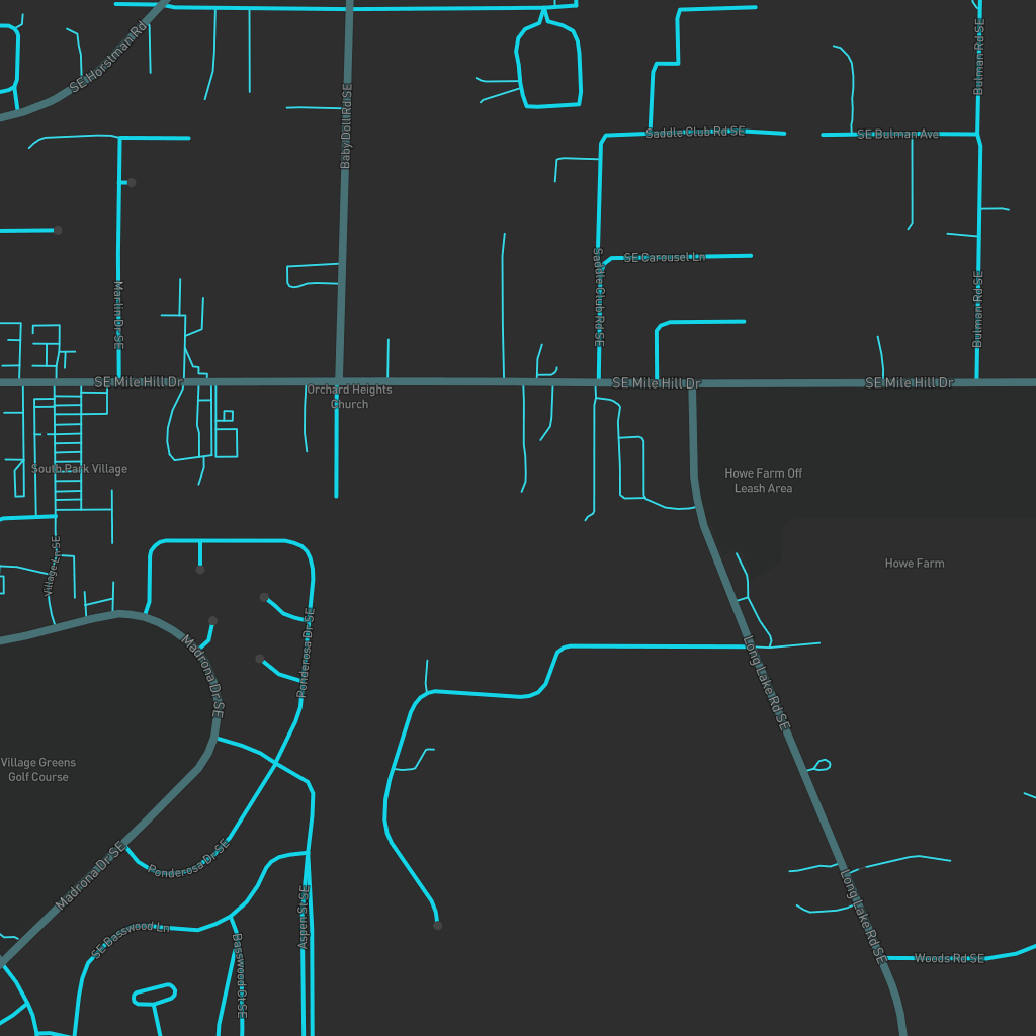 SE Horstman Rd
Baby Doll Rd SE
Bulman Rd SE
Saddle Club Rd SE
SE Bulman Ave
Saddle Club Rd SE
SE Carousel Ln
Marlin Dr SE
Bulman Rd SE
SE Mile Hill Dr
SE Mile Hill Dr
SE Mile Hill Dr
Orchard Heights
Church
South Park Village
Howe Farm Off
Leash Area
Howe Farm
Village Ln SE
Madrona Dr SE
Ponderosa Dr SE
Long Lake Rd SE
Village Greens
Golf Course
Madrona Dr SE
Ponderosa Dr SE
Long Lake Rd SE
SE Basswood Ln
Basswood Ct SE
Aspen St SE
Woods Rd SE